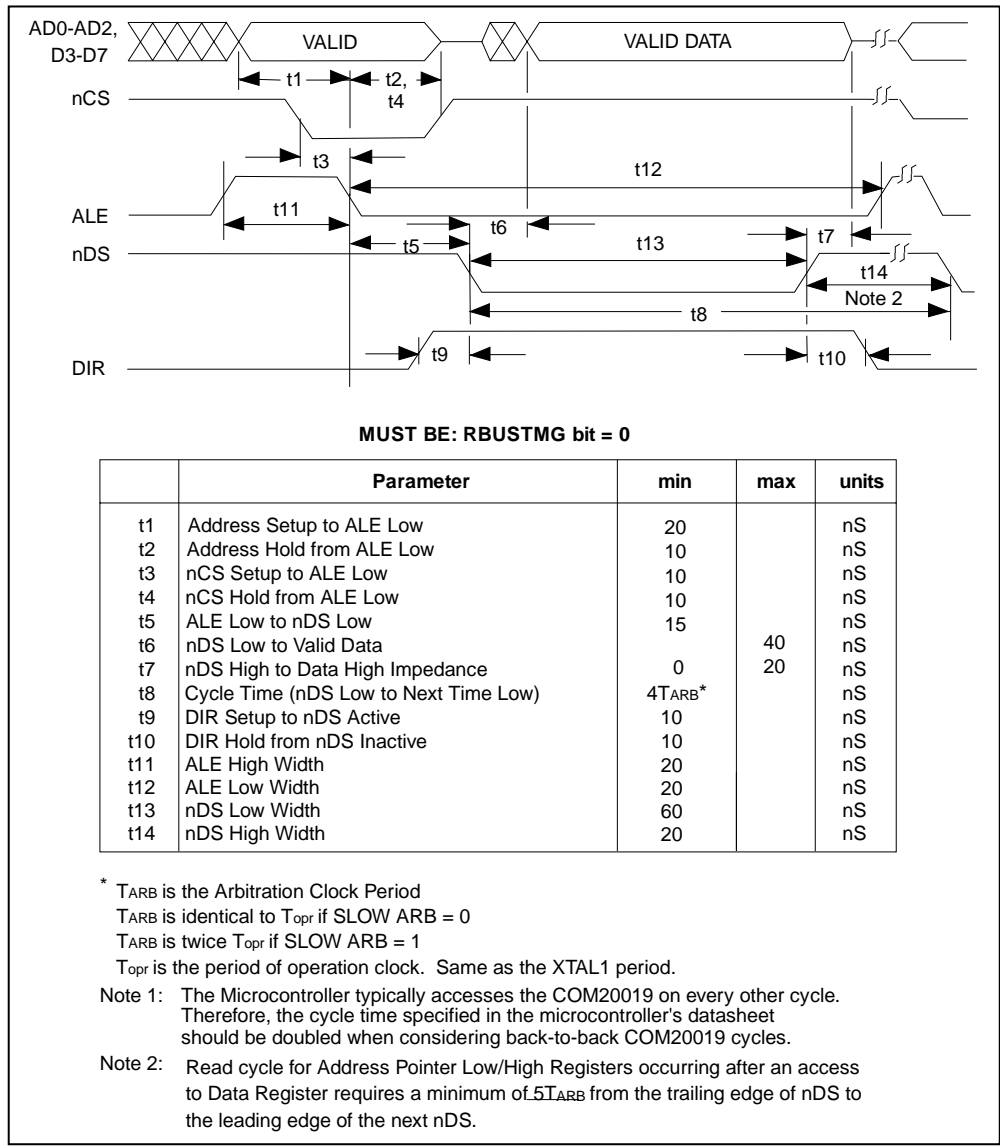 AD0-AD2,
D3-D7
VALID
VALID DATA
t1
t2,
t4
nCS
t3
t12
ALE
t11
t6
t7
nDS
t5
t13
t14
Note 2
t8
t9
t10
DIR
MUST BE: RBUSTMG bit = 0
Parameter min max units
t1 Address Setup to ALE Low 20 nS
t2 Address Hold from ALE Low 10 nS
t3 nCS Setup to ALE Low 10 nS
t4 nCS Hold from ALE Low 10 nS
t5 ALE Low to nDS Low 15 nS
t6 nDS Low to Valid Data 40 nS
t7 nDS High to Data High Impedance 0 20 nS
t8 Cycle Time (nDS Low to Next Time Low) 4TARB* nS
t9 DIR Setup to nDS Active 10 nS
t10 DIR Hold from nDS Inactive 10 nS
t11 ALE High Width 20 nS
t12 ALE Low Width 20 nS
t13 nDS Low Width 60 nS
t14 nDS High Width 20 nS
* TARB is the Arbitration Clock Period
TARB is identical to Topr if SLOW ARB = 0
TARB is twice Topr if SLOW ARB = 1
Topr is the period of operation clock. Same as the XTAL1 period.
Note 1: The Microcontroller typically accesses the COM20019 on every other cycle.
Therefore, the cycle time specified in the microcontroller's datasheet
should be doubled when considering back-to-back COM20019 cycles.
Note 2: Read cycle for Address Pointer Low/High Registers occurring after an access
to Data Register requires a minimum of 5TARB from the trailing edge of nDS to
the leading edge of the next nDS.